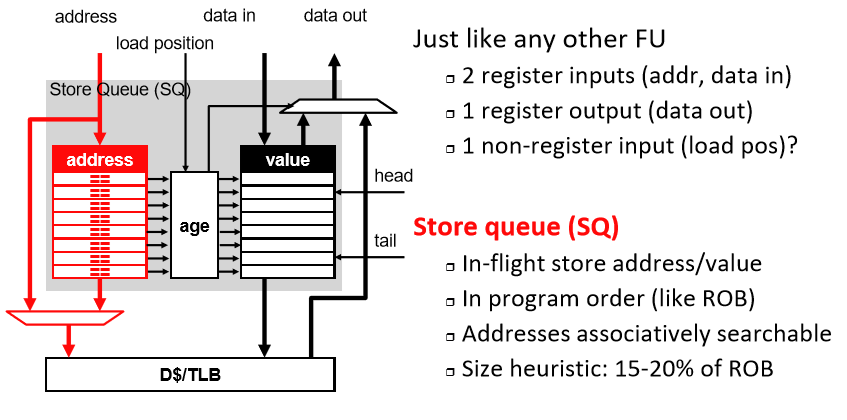 address
data in
data out
load position
Store Queue (SQ)
address
value
age
head
tail
D$/TLB
Just like any other FU
2 register inputs (addr, data in)
1 register output (data out)
1 non-register input (load pos)?
Store queue (SQ)
In-flight store address/value
In program order (like ROB)
Addresses associatively searchable
Size heuristic: 15-20% of ROB